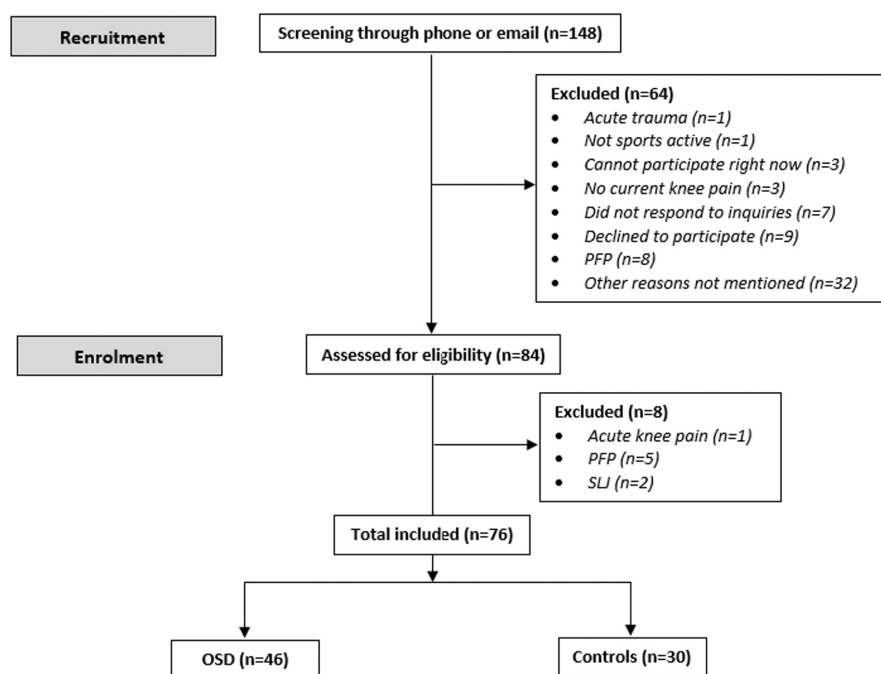 Recruitment
Screening through phone or email (n=148)
Excluded (n=64)
• Acute trauma (n=1)
• Not sports active (n=1)
• Cannot participate right now (n=3)
• No current knee pain (n=3)
• Did not respond to inquiries (n=7)
• Declined to participate (n=9)
• PFP (n=8)
• Other reasons not mentioned (n=32)
Enrolment
Assessed for eligibility (n=84)
Excluded (n=8)
• Acute knee pain (n=1)
• PFP (n=5)
• SLJ (n=2)
Total included (n=76)
OSD (n=46)
Controls (n=30)